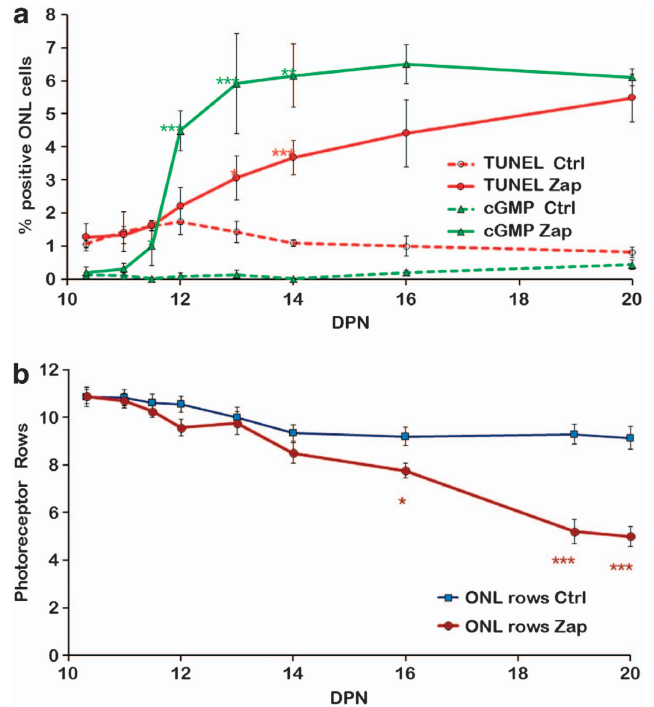 a
8
7
6
5
4
3
2
1
0
% positive ONL cells
***
***
**
*
***
TUNEL Ctrl
TUNEL Zap
cGMP Ctrl
cGMP Zap
10 12 14 16 18 20
DPN
b
12
10
8
6
4
2
0
Photoreceptor Rows
*
***
***
ONL rows Ctrl
ONL rows Zap
10 12 14 16 18 20
DPN